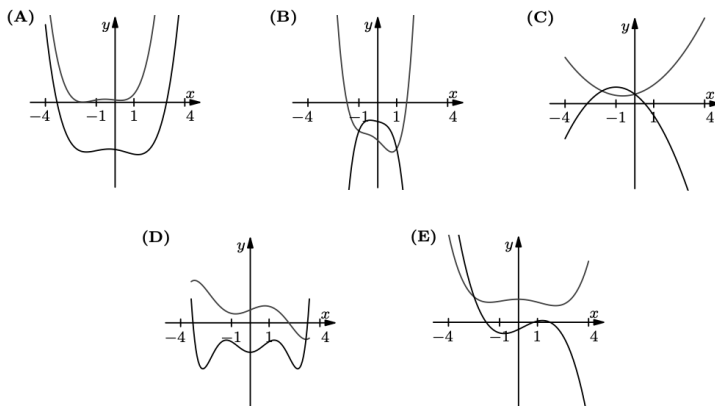 (A) y x −4 −1 1 4
(B) y x −4 −1 1 4
(C) y x −4 −1 1 4
(D) y x −4 −1 1 4
(E) y x −4 −1 1 4